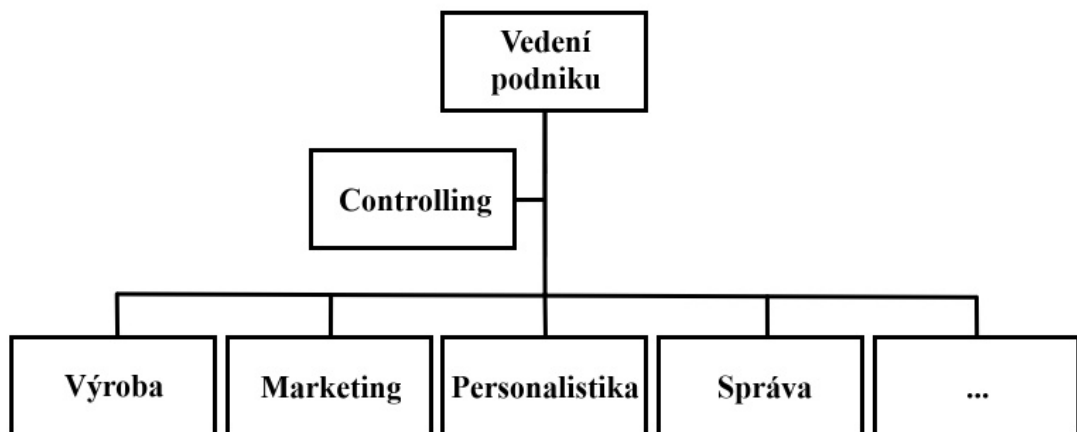 Vedení
podniku
Controlling
Výroba
Marketing
Personalistika
Správa
...